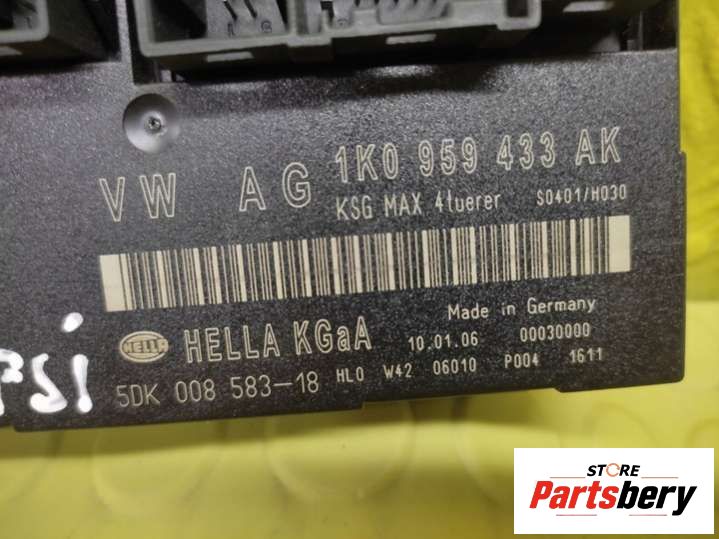 1K0 959 433 AK
VW AG
KSG MAX 4tuerer S0401/H030
Made in Germany
HELLA HELLA KGaA 10.01.06 00030000
5DK 008 583-18 HLO W42 06010 P004 1611
STORE
Partsbery